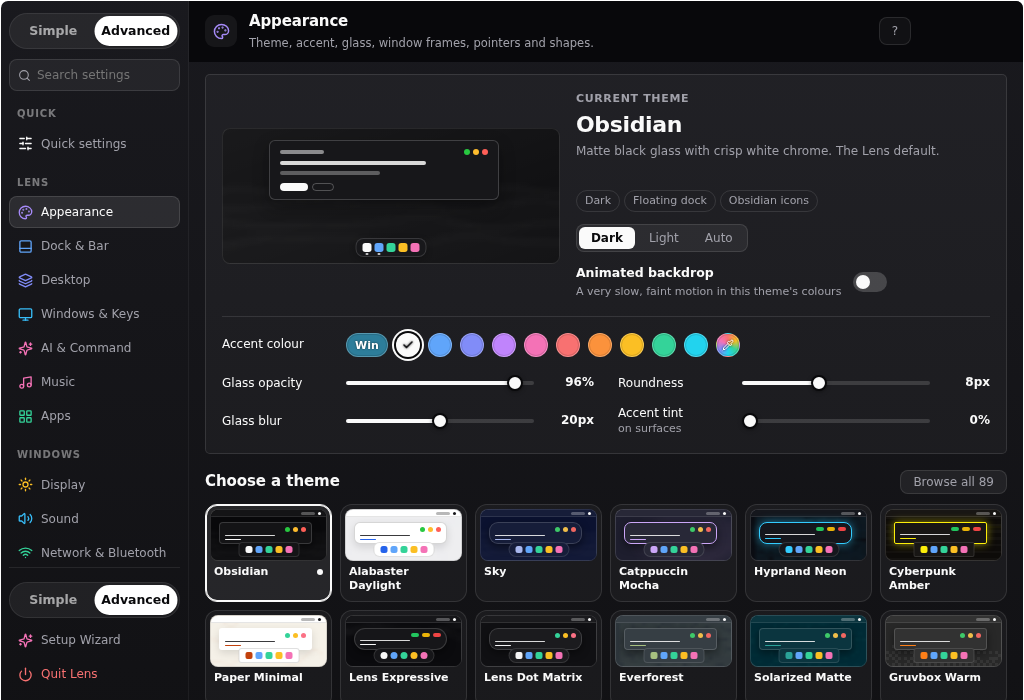 Simple
Advanced
Search settings
QUICK
Quick settings
LENS
Appearance
Dock & Bar
Desktop
Windows & Keys
AI & Command
Music
Apps
WINDOWS
Display
Sound
Network & Bluetooth
Simple
Advanced
Setup Wizard
Quit Lens
Appearance
Theme, accent, glass, window frames, pointers and shapes.
?
CURRENT THEME
Obsidian
Matte black glass with crisp white chrome. The Lens default.
Dark
Floating dock
Obsidian icons
Dark
Light
Auto
Animated backdrop
A very slow, faint motion in this theme's colours
Accent colour
Win
Glass opacity
96%
Roundness
8px
Glass blur
20px
Accent tint
on surfaces
0%
Choose a theme
Browse all 89
Obsidian
Alabaster
Daylight
Sky
Catppuccin
Mocha
Hyprland Neon
Cyberpunk
Amber
Paper Minimal
Lens Expressive
Lens Dot Matrix
Everforest
Solarized Matte
Gruvbox Warm